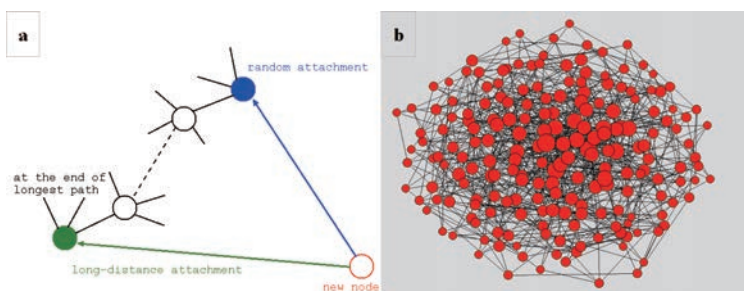 a
random attachment
at the end of
longest path
long-distance attachment
new node
b